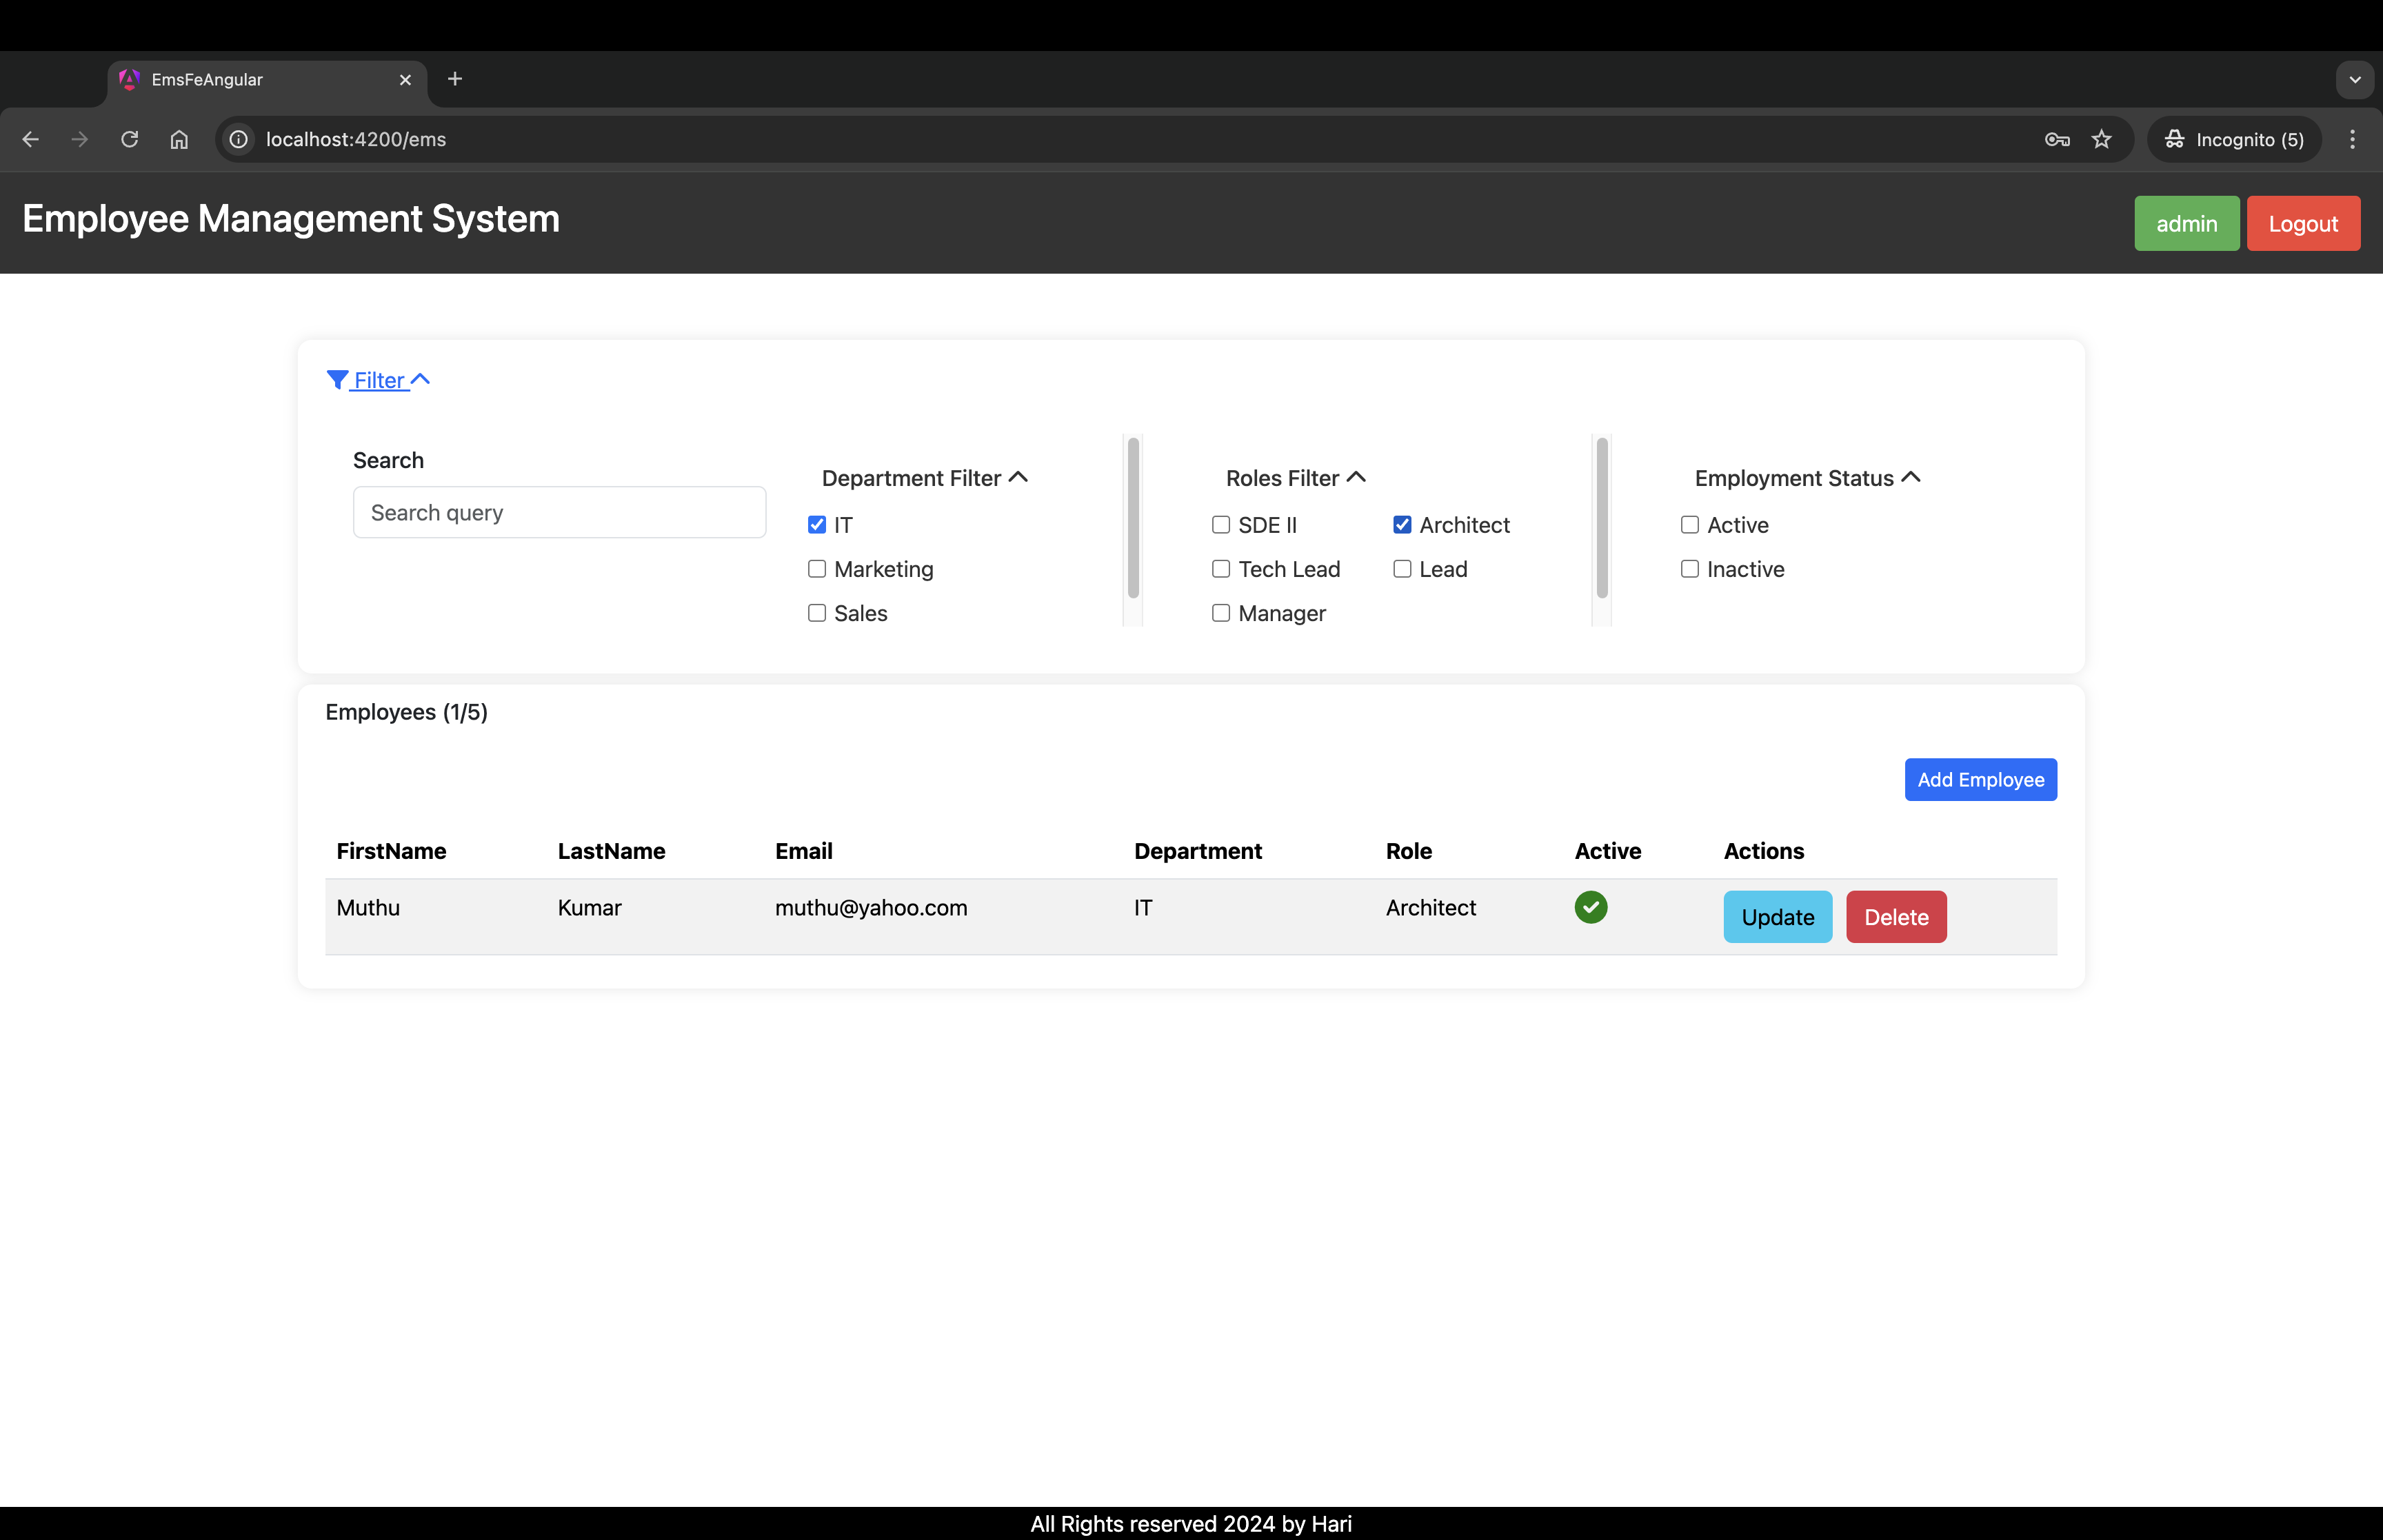 EmsFeAngular
localhost:4200/ems
Incognito (5)
Employee Management System
admin
Logout
Filter
Search
Search query
Department Filter
IT
Marketing
Sales
Roles Filter
SDE II
Architect
Tech Lead
Lead
Manager
Employment Status
Active
Inactive
Employees (1/5)
Add Employee
FirstName LastName Email Department Role Active Actions
Muthu Kumar muthu@yahoo.com IT Architect Update Delete
All Rights reserved 2024 by Hari